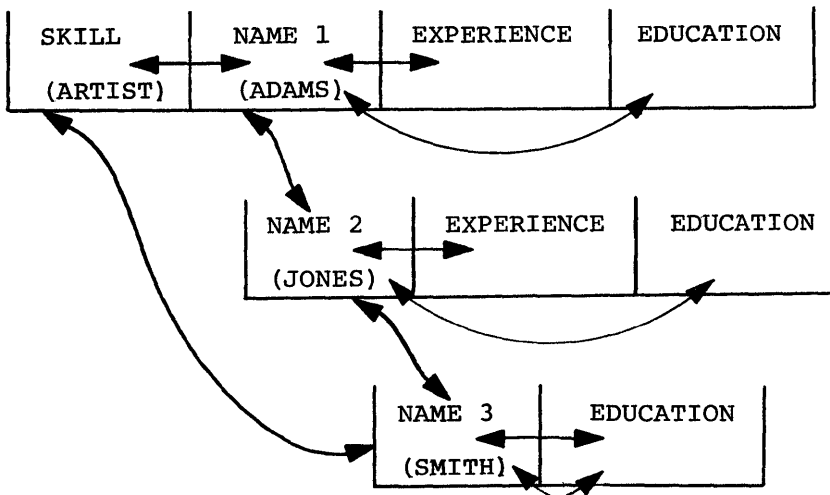 SKILL NAME 1 EXPERIENCE EDUCATION
(ARTIST) (ADAMS)
NAME 2 EXPERIENCE EDUCATION
(JONES)
NAME 3 EDUCATION
(SMITH)